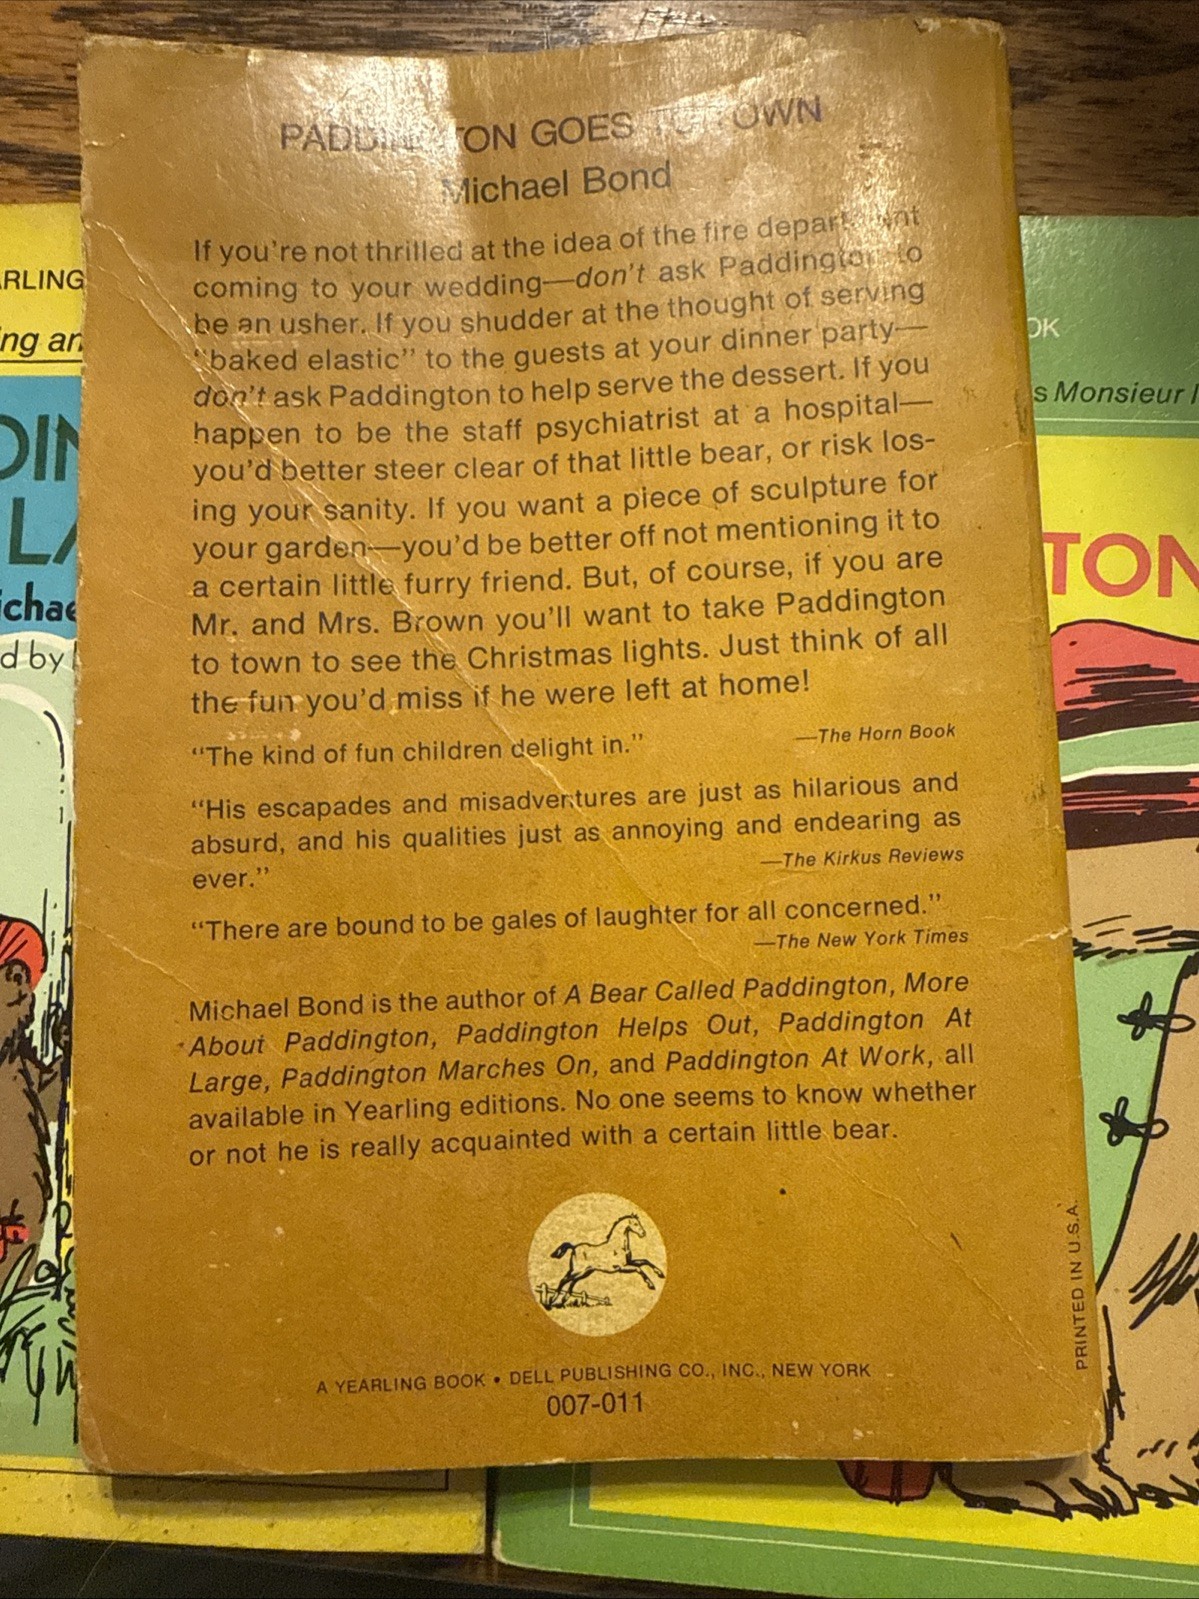 PADDINGTON GOES TO TOWN
Michael Bond
If you're not thrilled at the idea of the fire department
coming to your wedding—don't ask Paddington to
be an usher. If you shudder at the thought of serving
"baked elastic" to the guests at your dinner party—
don't ask Paddington to help serve the dessert. If you
happen to be the staff psychiatrist at a hospital—
you'd better steer clear of that little bear, or risk los-
ing your sanity. If you want a piece of sculpture for
your garden—you'd be better off not mentioning it to
a certain little furry friend. But, of course, if you are
Mr. and Mrs. Brown you'll want to take Paddington
to town to see the Christmas lights. Just think of all
the fun you'd miss if he were left at home!
"The kind of fun children delight in."
—The Horn Book
"His escapades and misadventures are just as hilarious and
absurd, and his qualities just as annoying and endearing as
ever."
—The Kirkus Reviews
"There are bound to be gales of laughter for all concerned."
—The New York Times
Michael Bond is the author of A Bear Called Paddington, More
About Paddington, Paddington Helps Out, Paddington At
Large, Paddington Marches On, and Paddington At Work, all
available in Yearling editions. No one seems to know whether
or not he is really acquainted with a certain little bear.
A YEARLING BOOK • DELL PUBLISHING CO., INC., NEW YORK
007-011
PRINTED IN U.S.A.
RLING
ing an
DIN
LA
ichae
d by
OK
s Monsieur
TON